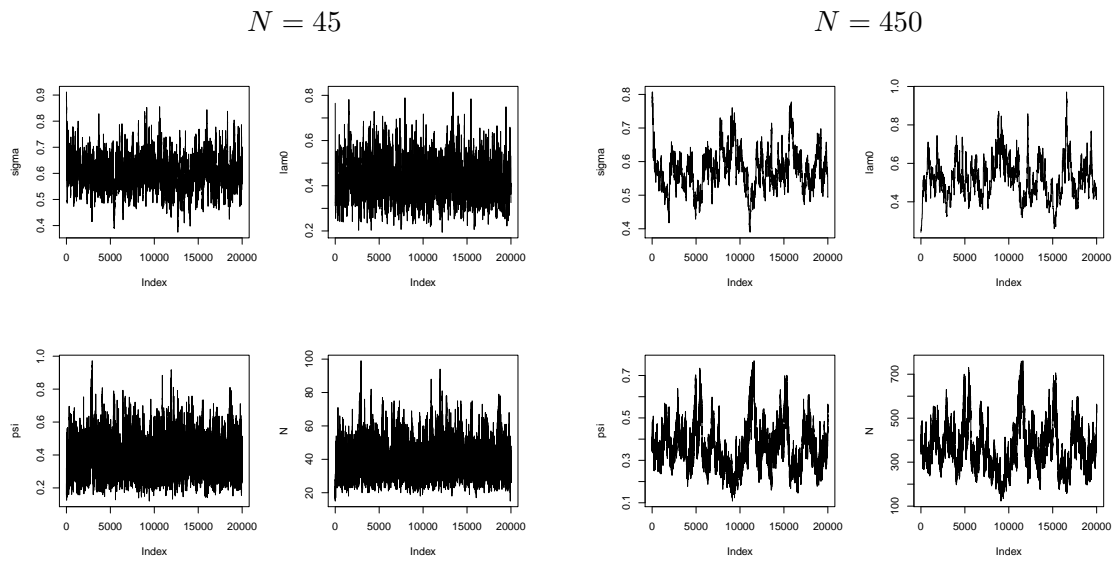 N = 45
N = 450
sigma
0.4 0.5 0.6 0.7 0.8 0.9
0 5000 10000 15000 20000
Index
lam0
0.2 0.4 0.6 0.8
0 5000 10000 15000 20000
Index
sigma
0.4 0.5 0.6 0.7 0.8
0 5000 10000 15000 20000
Index
lam0
0.4 0.6 0.8 1.0
0 5000 10000 15000 20000
Index
psi
0.2 0.4 0.6 0.8 1.0
0 5000 10000 15000 20000
Index
N
20 40 60 80 100
0 5000 10000 15000 20000
Index
psi
0.1 0.3 0.5 0.7
0 5000 10000 15000 20000
Index
N
100 300 500 700
0 5000 10000 15000 20000
Index